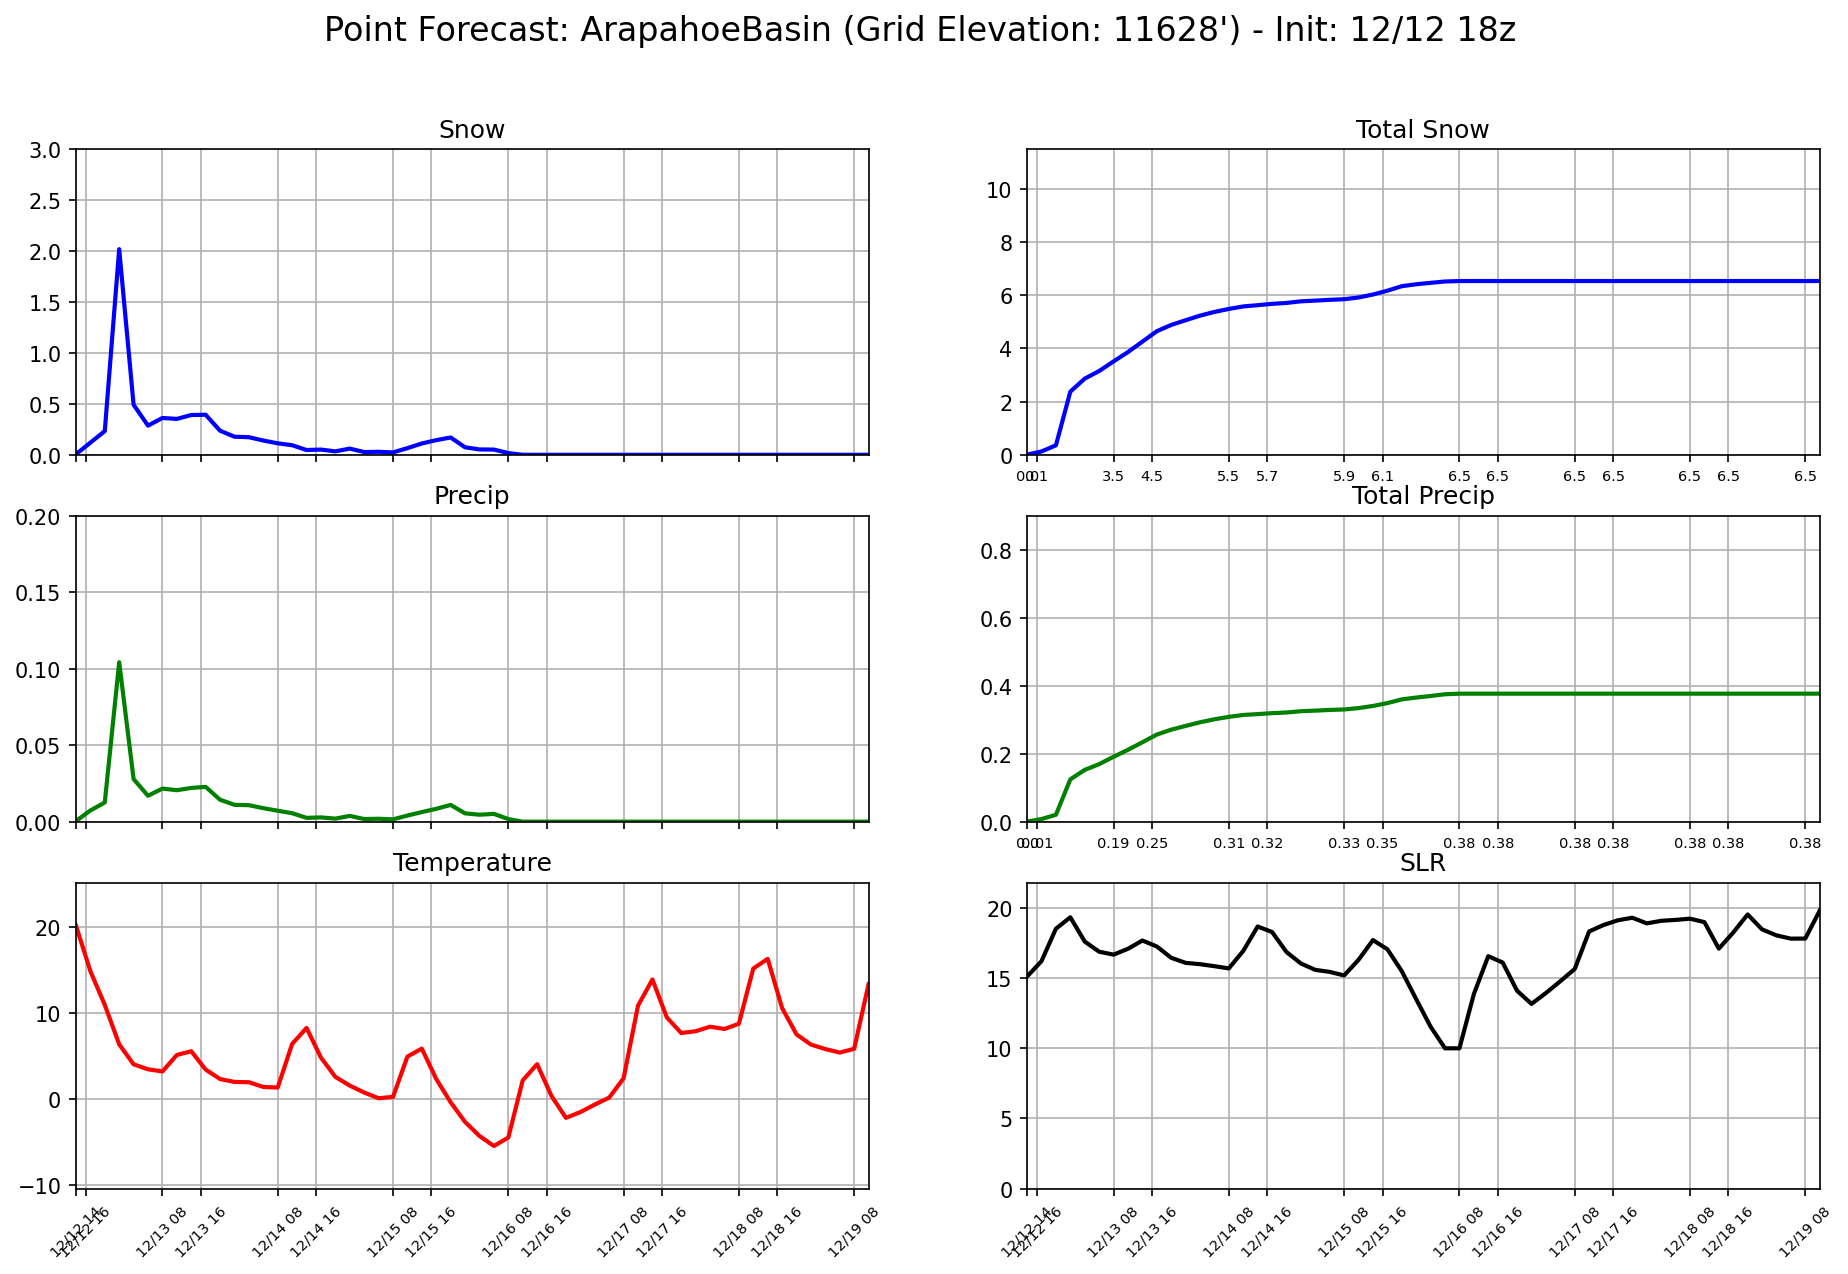 Point Forecast: ArapahoeBasin (Grid Elevation: 11628') - Init: 12/12 18z
Snow
3.0
2.5
2.0
1.5
1.0
0.5
0.0
Total Snow
10
8
6
4
2
0
0.1 3.5 4.5 5.5 5.7 5.9 6.1 6.5 6.5 6.5 6.5 6.5 6.5 6.5
Precip
0.20
0.15
0.10
0.05
0.00
Total Precip
0.8
0.6
0.4
0.2
0.0
0.01 0.19 0.25 0.31 0.32 0.33 0.35 0.38 0.38 0.38 0.38 0.38 0.38 0.38
Temperature
20
10
0
−10
12/12 16 12/13 08 12/13 16 12/14 08 12/14 16 12/15 08 12/15 16 12/16 08 12/16 16 12/17 08 12/17 16 12/18 08 12/18 16 12/19 08
SLR
20
15
10
5
0
12/12 16 12/13 08 12/13 16 12/14 08 12/14 16 12/15 08 12/15 16 12/16 08 12/16 16 12/17 08 12/17 16 12/18 08 12/18 16 12/19 08